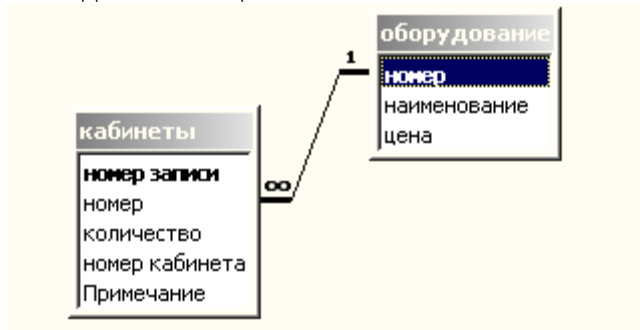 оборудование
1
номер
наименование
цена
кабинеты
номер записи
∞
номер
количество
номер кабинета
Примечание